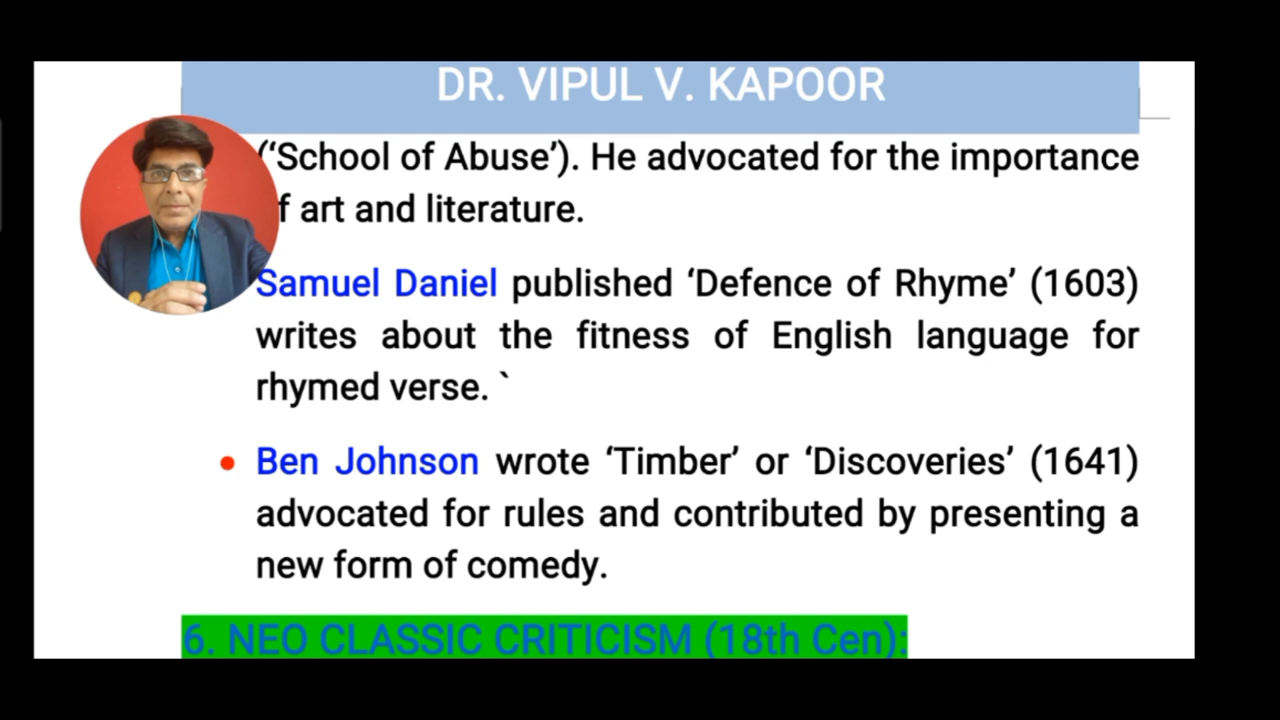 DR. VIPUL V. KAPOOR
(‘School of Abuse’). He advocated for the importance
f art and literature.
Samuel Daniel published ‘Defence of Rhyme’ (1603)
writes about the fitness of English language for
rhymed verse. `
• Ben Johnson wrote ‘Timber’ or ‘Discoveries’ (1641)
advocated for rules and contributed by presenting a
new form of comedy.
6. NEO CLASSIC CRITICISM (18th Cen):